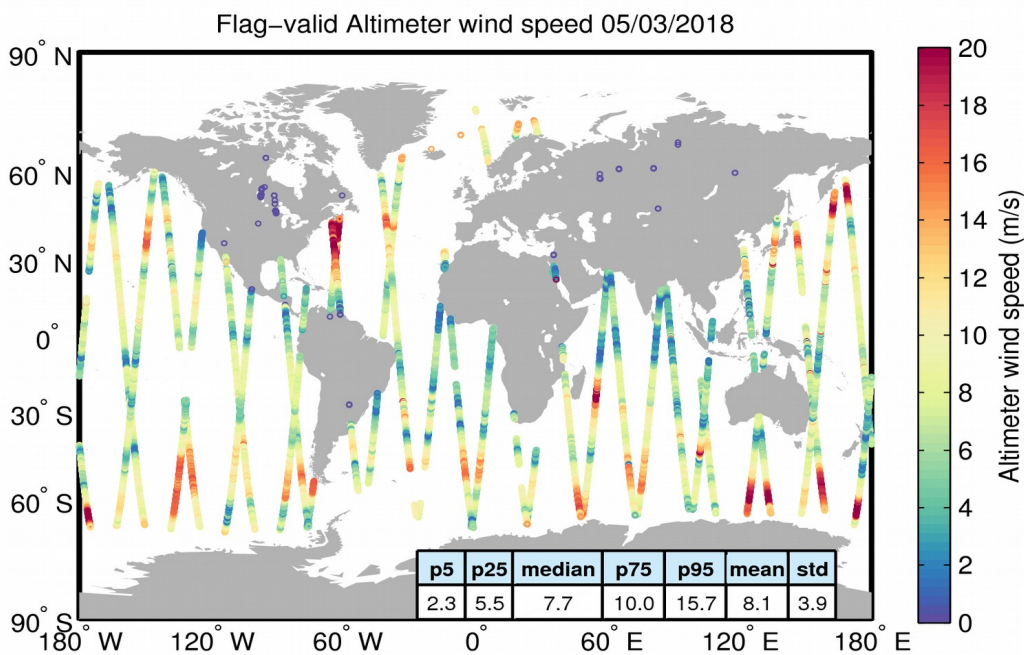 Flag−valid Altimeter wind speed 05/03/2018
90° N
60° N
30° N
0°
30° S
60° S
90° S
180° W
120° W
60° W
0°
60° E
120° E
180° E
p5 p25 median p75 p95 mean std
2.3 5.5 7.7 10.0 15.7 8.1 3.9
20
18
16
14
12
10
8
6
4
2
0
Altimeter wind speed (m/s)